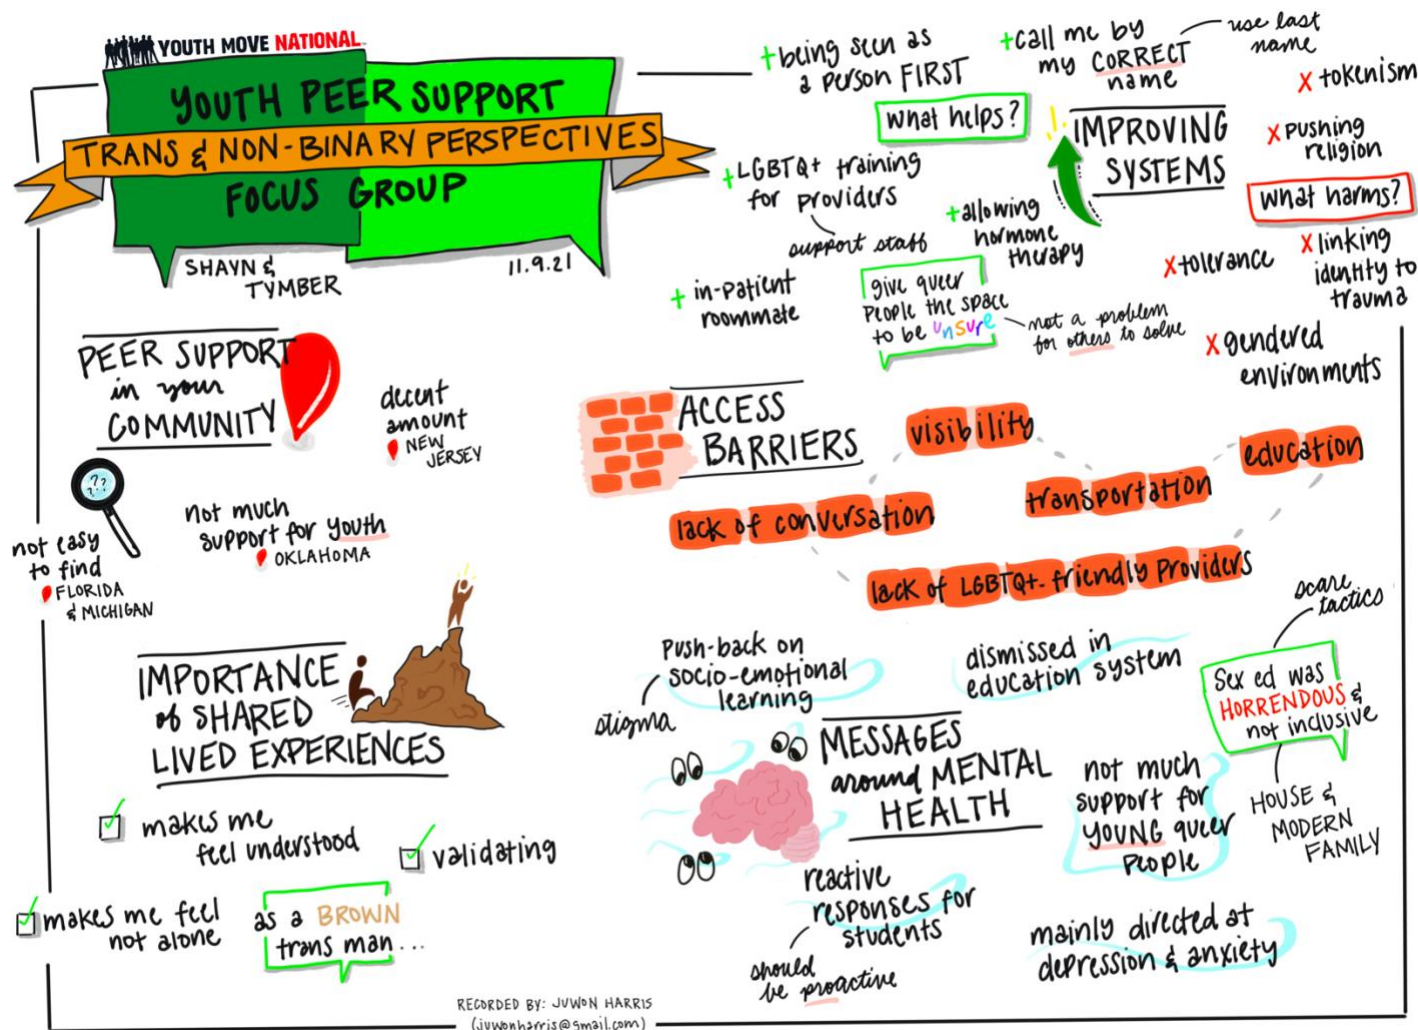 YOUTH MOVE NATIONAL
YOUTH PEER SUPPORT
TRANS & NON-BINARY PERSPECTIVES
FOCUS GROUP
SHAYN &
TYMBER
11.9.21
PEER SUPPORT
in your
COMMUNITY
decent
amount
NEW
JERSEY
??
??
not much
support for youth
OKLAHOMA
not easy
to find
FLORIDA
& MICHIGAN
IMPORTANCE
of SHARED
LIVED EXPERIENCES
makes me
feel understood
validating
makes me feel
not alone
as a BROWN
trans man...
+ being seen as
a person FIRST
+ call me by
my CORRECT
name
use last
name
What helps?
+ LGBTQ+ training
for providers
support staff
+ allowing
hormone
therapy
+ in-patient
roommate
give queer
people the space
to be unsure
not a problem
for others to solve
IMPROVING
SYSTEMS
x tokenism
x pushing
religion
What harms?
x tolerance
x linking
identity to
trauma
x gendered
environments
ACCESS
BARRIERS
visibility
education
transportation
lack of conversation
lack of LGBTQ+-friendly Providers
push-back on
socio-emotional
learning
stigma
dismissed in
education system
scare
tactics
Sex ed was
HORRENDOUS &
not inclusive
HOUSE &
MODERN
FAMILY
MESSAGES
around MENTAL
HEALTH
not much
support for
YOUNG queer
people
reactive
responses for
students
should
be proactive
mainly directed at
depression & anxiety
RECORDED BY: JUWON HARRIS
(juwonharris@gmail.com)